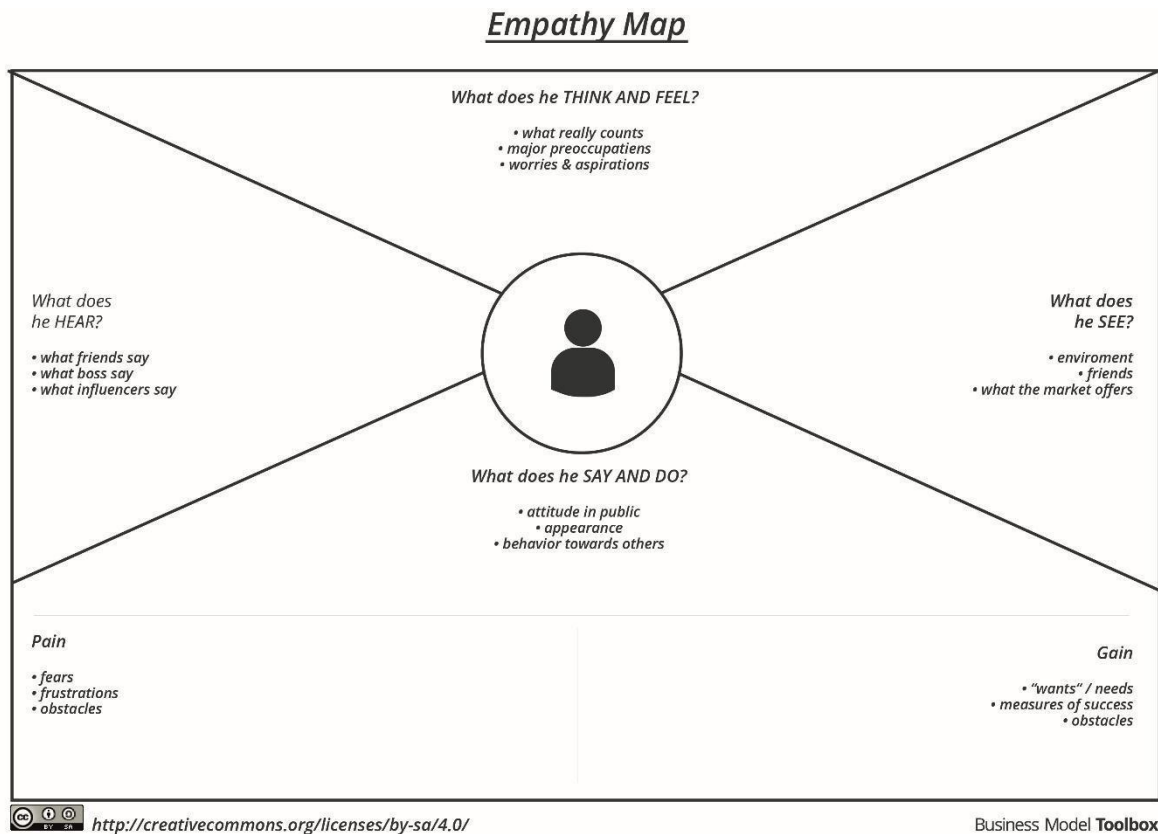 Empathy Map
What does he THINK AND FEEL?
• what really counts
• major preoccupatiens
• worries & aspirations
What does
he HEAR?
• what friends say
• what boss say
• what influencers say
What does
he SEE?
• enviroment
• friends
• what the market offers
What does he SAY AND DO?
• attitude in public
• appearance
• behavior towards others
Pain
• fears
• frustrations
• obstacles
Gain
• “wants“ / needs
• measures of success
• obstacles
cc BY SA http://creativecommons.org/licenses/by-sa/4.0/
Business Model Toolbox